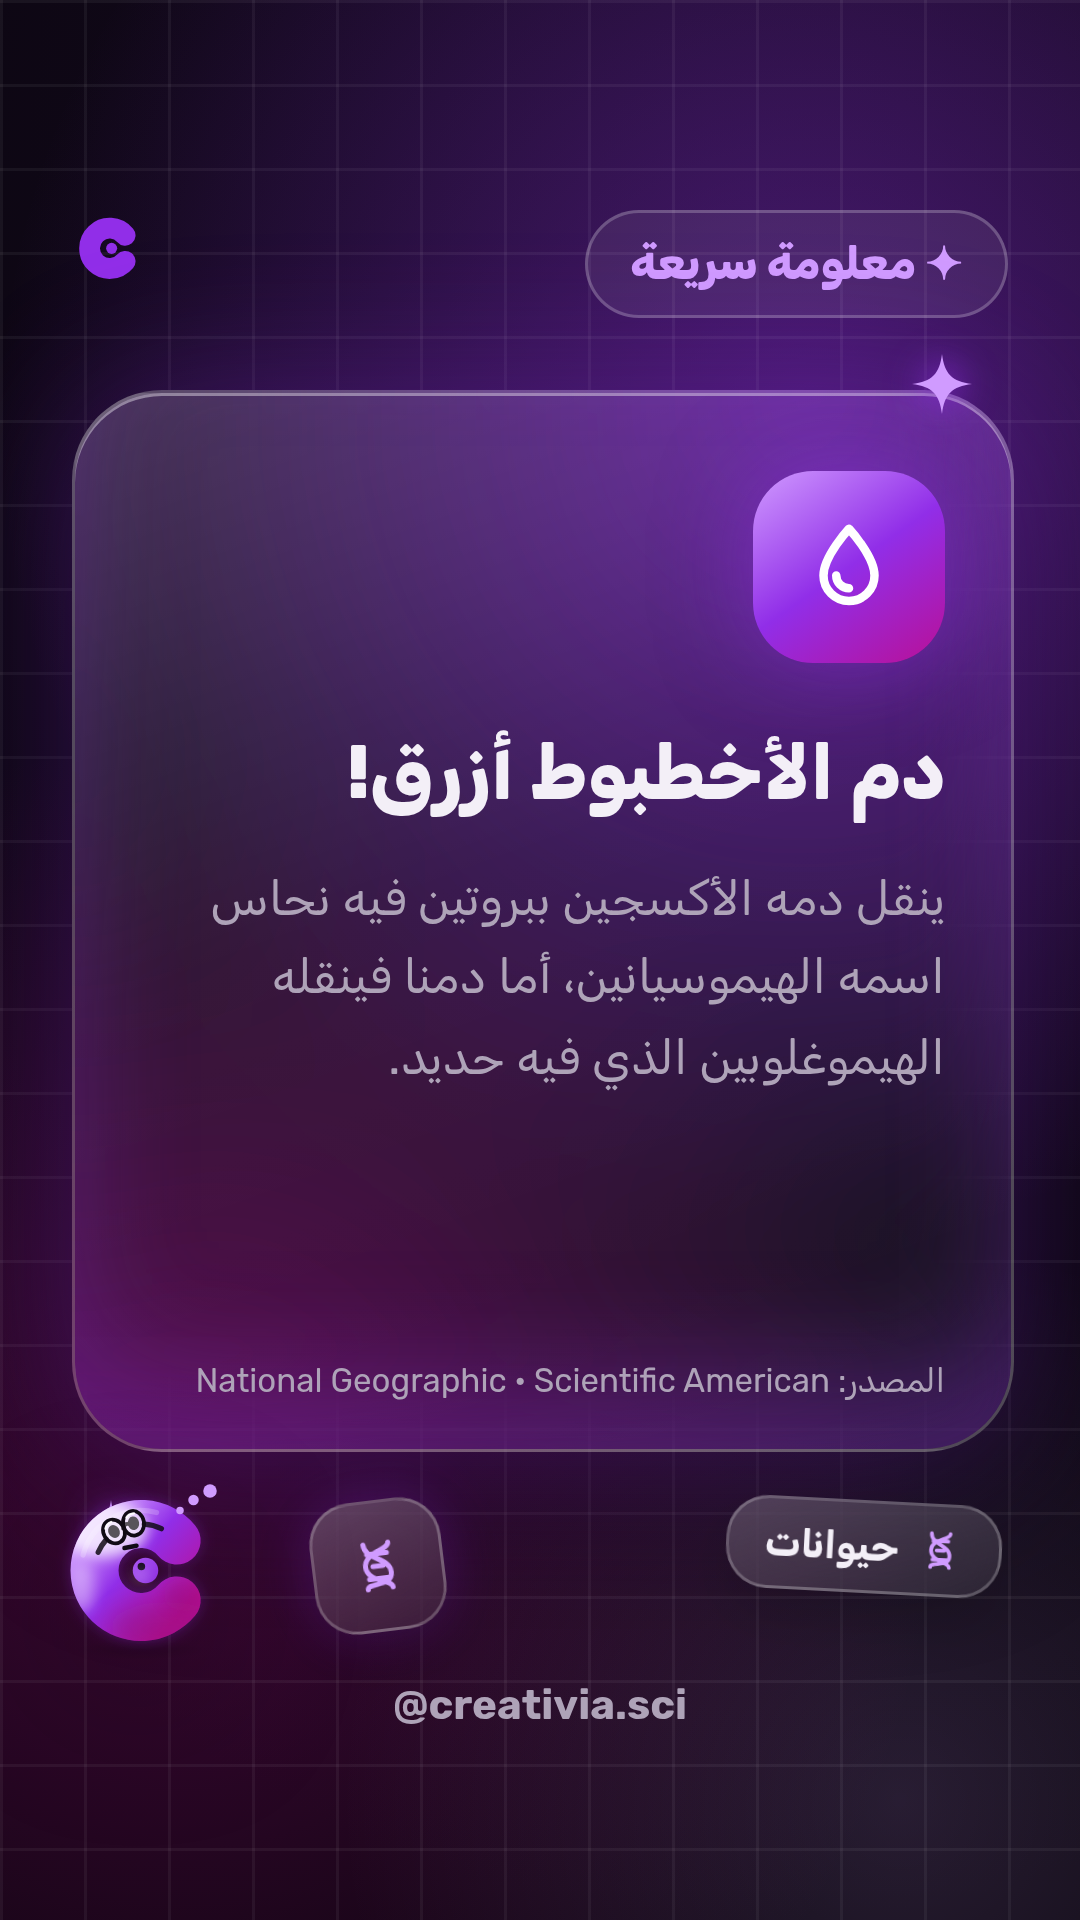 معلومة سريعة
دم الأخطبوط أزرق!
ينقل دمه الأكسجين ببروتين فيه نحاس
اسمه الهيموسيانين، أما دمنا فينقله
الهيموغلوبين الذي فيه حديد.
المصدر: National Geographic • Scientific American
حيوانات
@creativia.sci